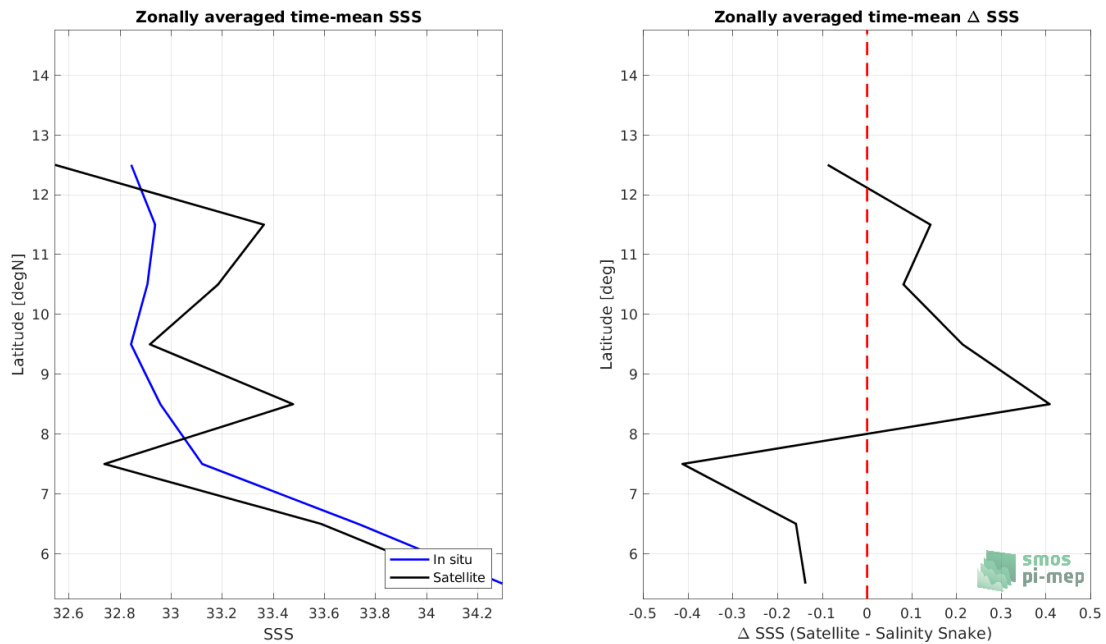 Zonally averaged time-mean SSS
14
13
12
11
10
9
8
7
6
Latitude [degN]
32.6 32.8 33 33.2 33.4 33.6 33.8 34 34.2
SSS
In situ
Satellite
Zonally averaged time-mean Δ SSS
14
13
12
11
10
9
8
7
6
Latitude [deg]
-0.5 -0.4 -0.3 -0.2 -0.1 0 0.1 0.2 0.3 0.4 0.5
Δ SSS (Satellite - Salinity Snake)
smos
pi-mep